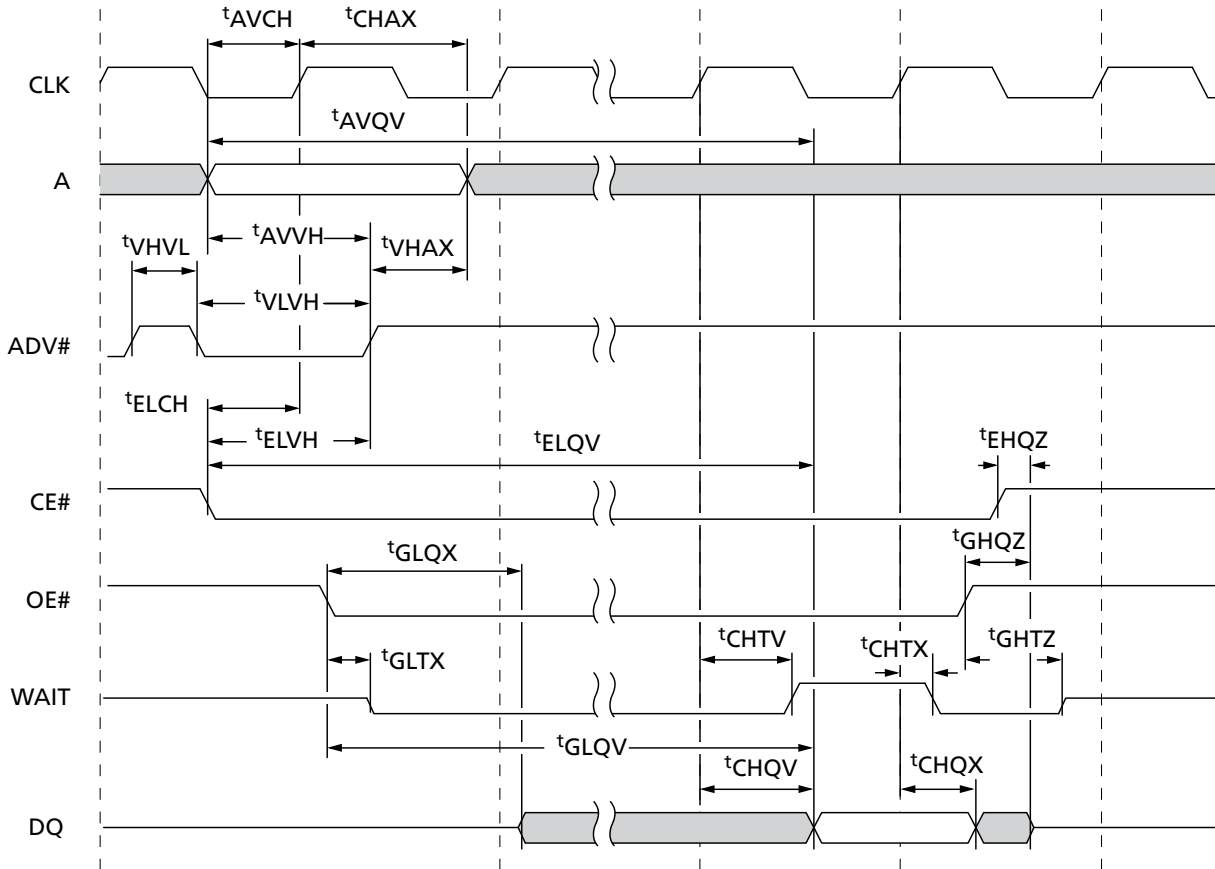 tAVCH tCHAX
CLK
tAVQV
A
tVHVL tAVVH tVHAX
tVLVH
ADV#
tELCH
tELVH tELQV tEHQZ
CE#
tGLQX tGHQZ
OE#
tGLTX tCHTV tCHTX tGHTZ
WAIT
tGLQV
tCHQV tCHQX
DQ